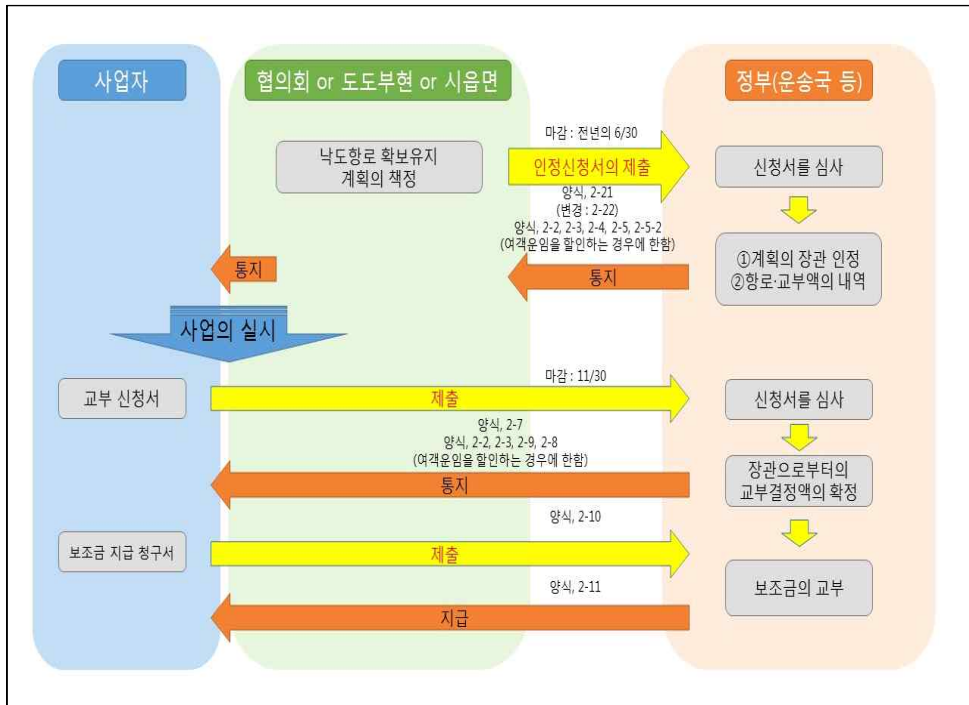 사업자
협의회 or 도도부현 or 시읍면
정부(운송국 등)
마감 : 전년의 6/30
낙도항로 확보유지
계획의 책정
인정신청서의 제출
신청서를 심사
양식, 2-21
(변경 : 2-22)
양식, 2-2, 2-3, 2-4, 2-5, 2-5-2
(여객운임을 할인하는 경우에 한함)
①계획의 장관 인정
②항로·교부액의 내역
통지
통지
사업의 실시
마감 : 11/30
교부 신청서
제출
신청서를 심사
양식, 2-7
양식, 2-2, 2-3, 2-9, 2-8
(여객운임을 할인하는 경우에 한함)
장관으로부터의
교부결정액의 확정
통지
양식, 2-10
보조금 지급 청구서
제출
양식, 2-11
보조금의 교부
지급